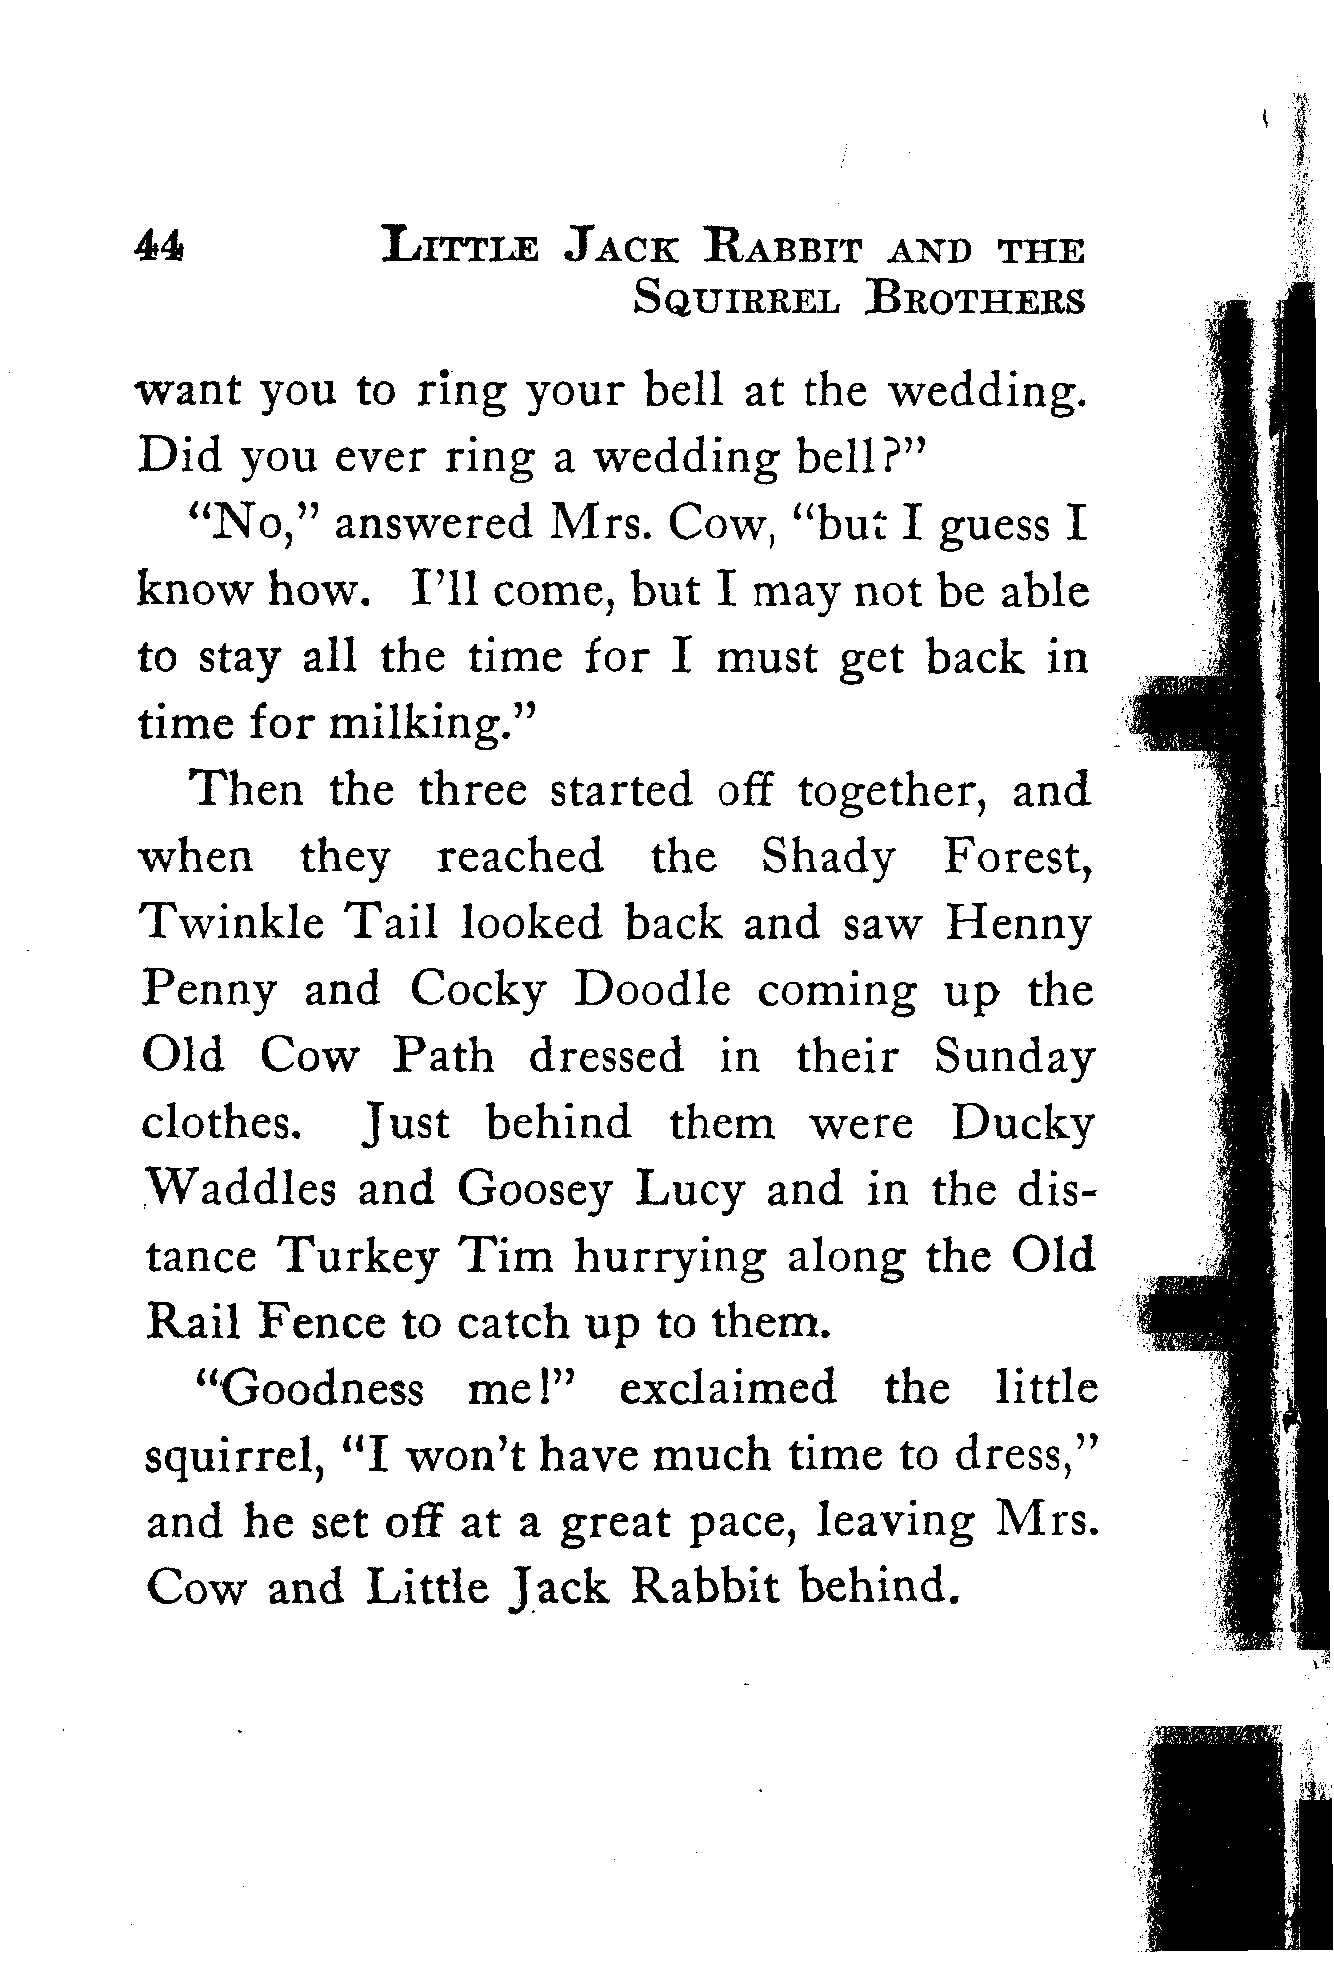 44 LITTLE JACK RABBIT AND THE
SQUIRREL BROTHERS
want you to ring your bell at the wedding.
Did you ever ring a wedding bell?”
“No,” answered Mrs. Cow, “but I guess I
know how. I’ll come, but I may not be able
to stay all the time for I must get back in
time for milking.”
Then the three started off together, and
when they reached the Shady Forest,
Twinkle Tail looked back and saw Henny
Penny and Cocky Doodle coming up the
Old Cow Path dressed in their Sunday
clothes. Just behind them were Ducky
Waddles and Goosey Lucy and in the dis-
tance Turkey Tim hurrying along the Old
Rail Fence to catch up to them.
“Goodness me!” exclaimed the little
squirrel, “I won’t have much time to dress,”
and he set off at a great pace, leaving Mrs.
Cow and Little Jack Rabbit behind.